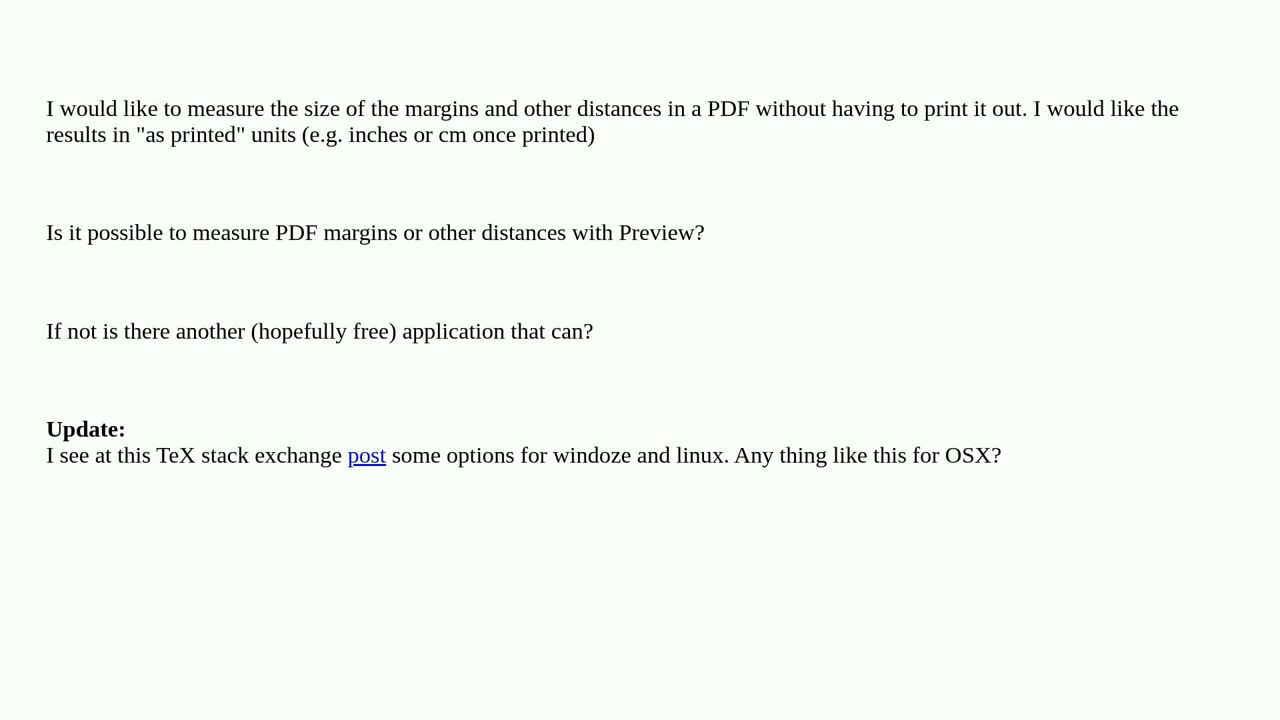 I would like to measure the size of the margins and other distances in a PDF without having to print it out. I would like the
results in "as printed" units (e.g. inches or cm once printed)
Is it possible to measure PDF margins or other distances with Preview?
If not is there another (hopefully free) application that can?
Update:
I see at this TeX stack exchange post some options for windoze and linux. Any thing like this for OSX?